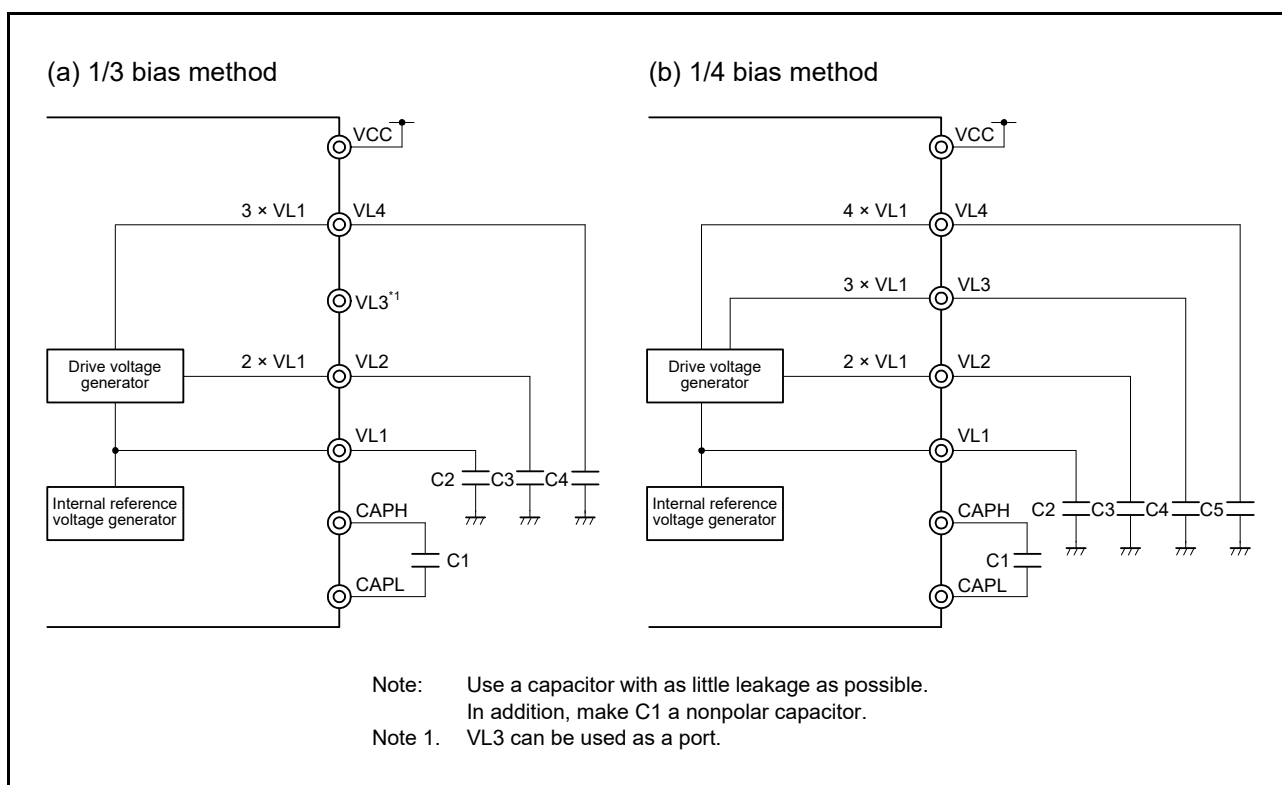 (a) 1/3 bias method
VCC
3 × VL1
VL4
VL3*1
Drive voltage
generator
2 × VL1
VL2
VL1
C2
C3
C4
Internal reference
voltage generator
CAPH
C1
CAPL
(b) 1/4 bias method
VCC
4 × VL1
VL4
3 × VL1
VL3
Drive voltage
generator
2 × VL1
VL2
VL1
Internal reference
voltage generator
CAPH
C2
C3
C4
C5
C1
CAPL
Note: Use a capacitor with as little leakage as possible.
In addition, make C1 a nonpolar capacitor.
Note 1. VL3 can be used as a port.